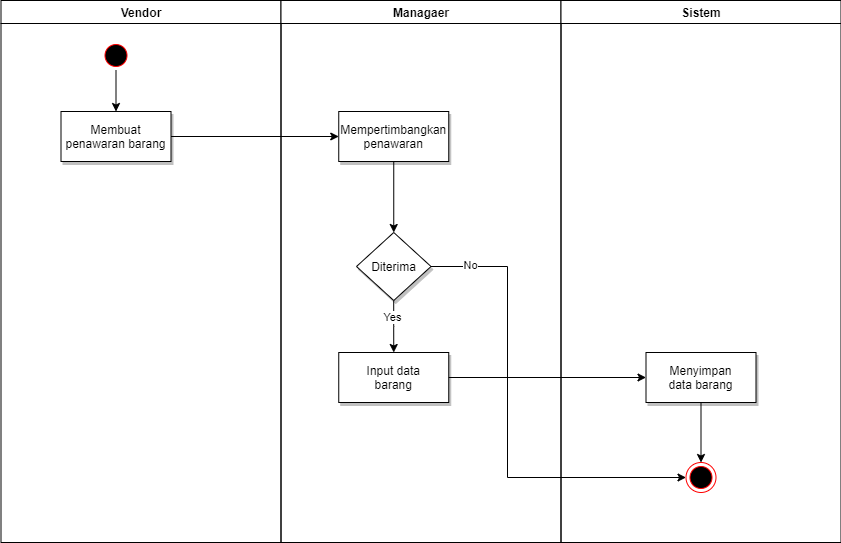 Vendor
Managaer
Sistem
Membuat
penawaran barang
Mempertimbangkan
penawaran
Diterima
No
Yes
Input data
barang
Menyimpan
data barang